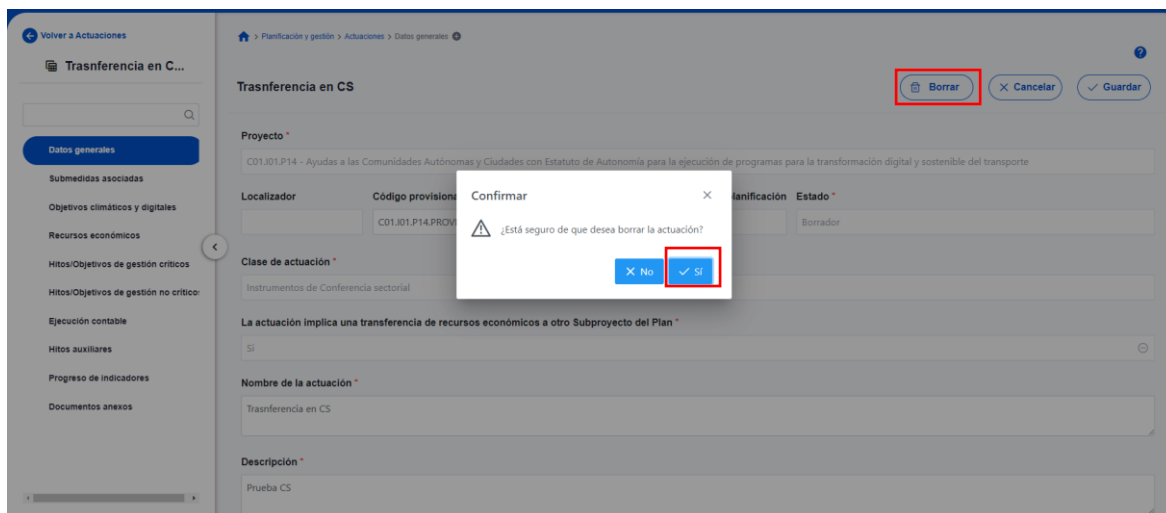 Volver a Actuaciones
> Planificación y gestión > Actuaciones > Datos generales
Trasnferencia en C...
Trasnferencia en CS
Borrar
Cancelar
Guardar
Datos generales
Submedidas asociadas
Objetivos climáticos y digitales
Recursos económicos
Hitos/Objetivos de gestión críticos
Hitos/Objetivos de gestión no crítico
Ejecución contable
Hitos auxiliares
Progreso de indicadores
Documentos anexos
Proyecto *
C01.I01.P14 - Ayudas a las Comunidades Autónomas y Ciudades con Estatuto de Autonomía para la ejecución de programas para la transformación digital y sostenible del transporte
Localizador
Código provisiona
lanificación
Estado *
C01.I01.P14.PROVI
Borrador
Confirmar
¿Está seguro de que desea borrar la actuación?
No
Sí
Clase de actuación *
Instrumentos de Conferencia sectorial
La actuación implica una transferencia de recursos económicos a otro Subproyecto del Plan *
Sí
Nombre de la actuación *
Trasnferencia en CS
Descripción *
Prueba CS